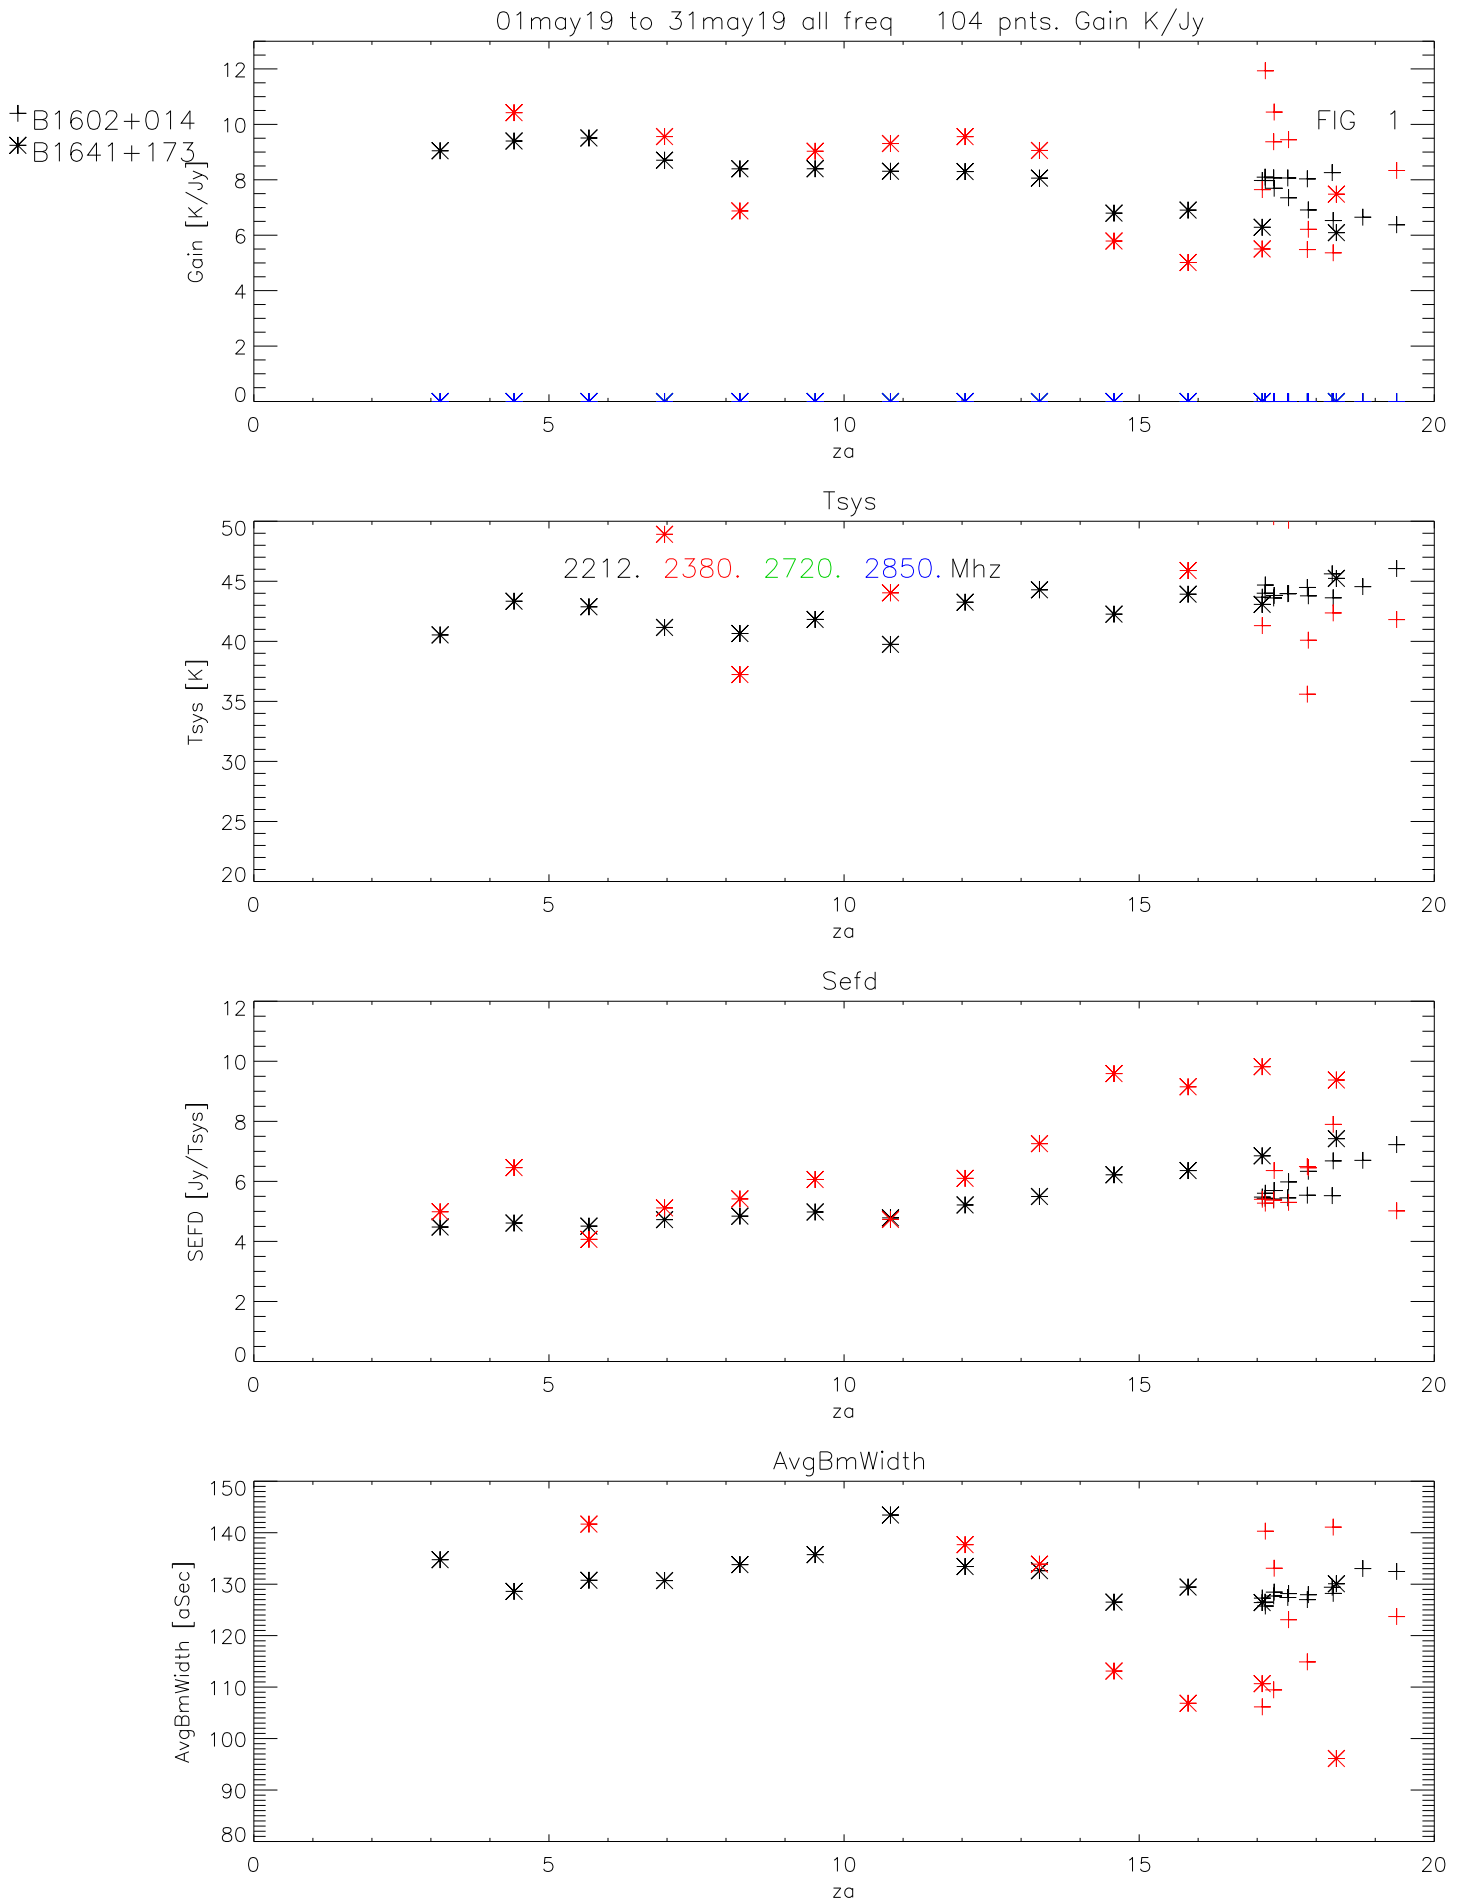 01may19 to 31may19 all freq 104 pnts. Gain K/Jy
B1602+014
B1641+173
FIG 1
Gain [K/Jy]
12
10
8
6
4
2
0
0 5 10 15 20
za
Tsys
2212. 2380. 2720. 2850. Mhz
Tsys [K]
50
45
40
35
30
25
20
0 5 10 15 20
za
Sefd
SEFD [Jy/Tsys]
12
10
8
6
4
2
0
0 5 10 15 20
za
AvgBmWidth
AvgBmWidth [aSec]
150
140
130
120
110
100
90
80
0 5 10 15 20
za